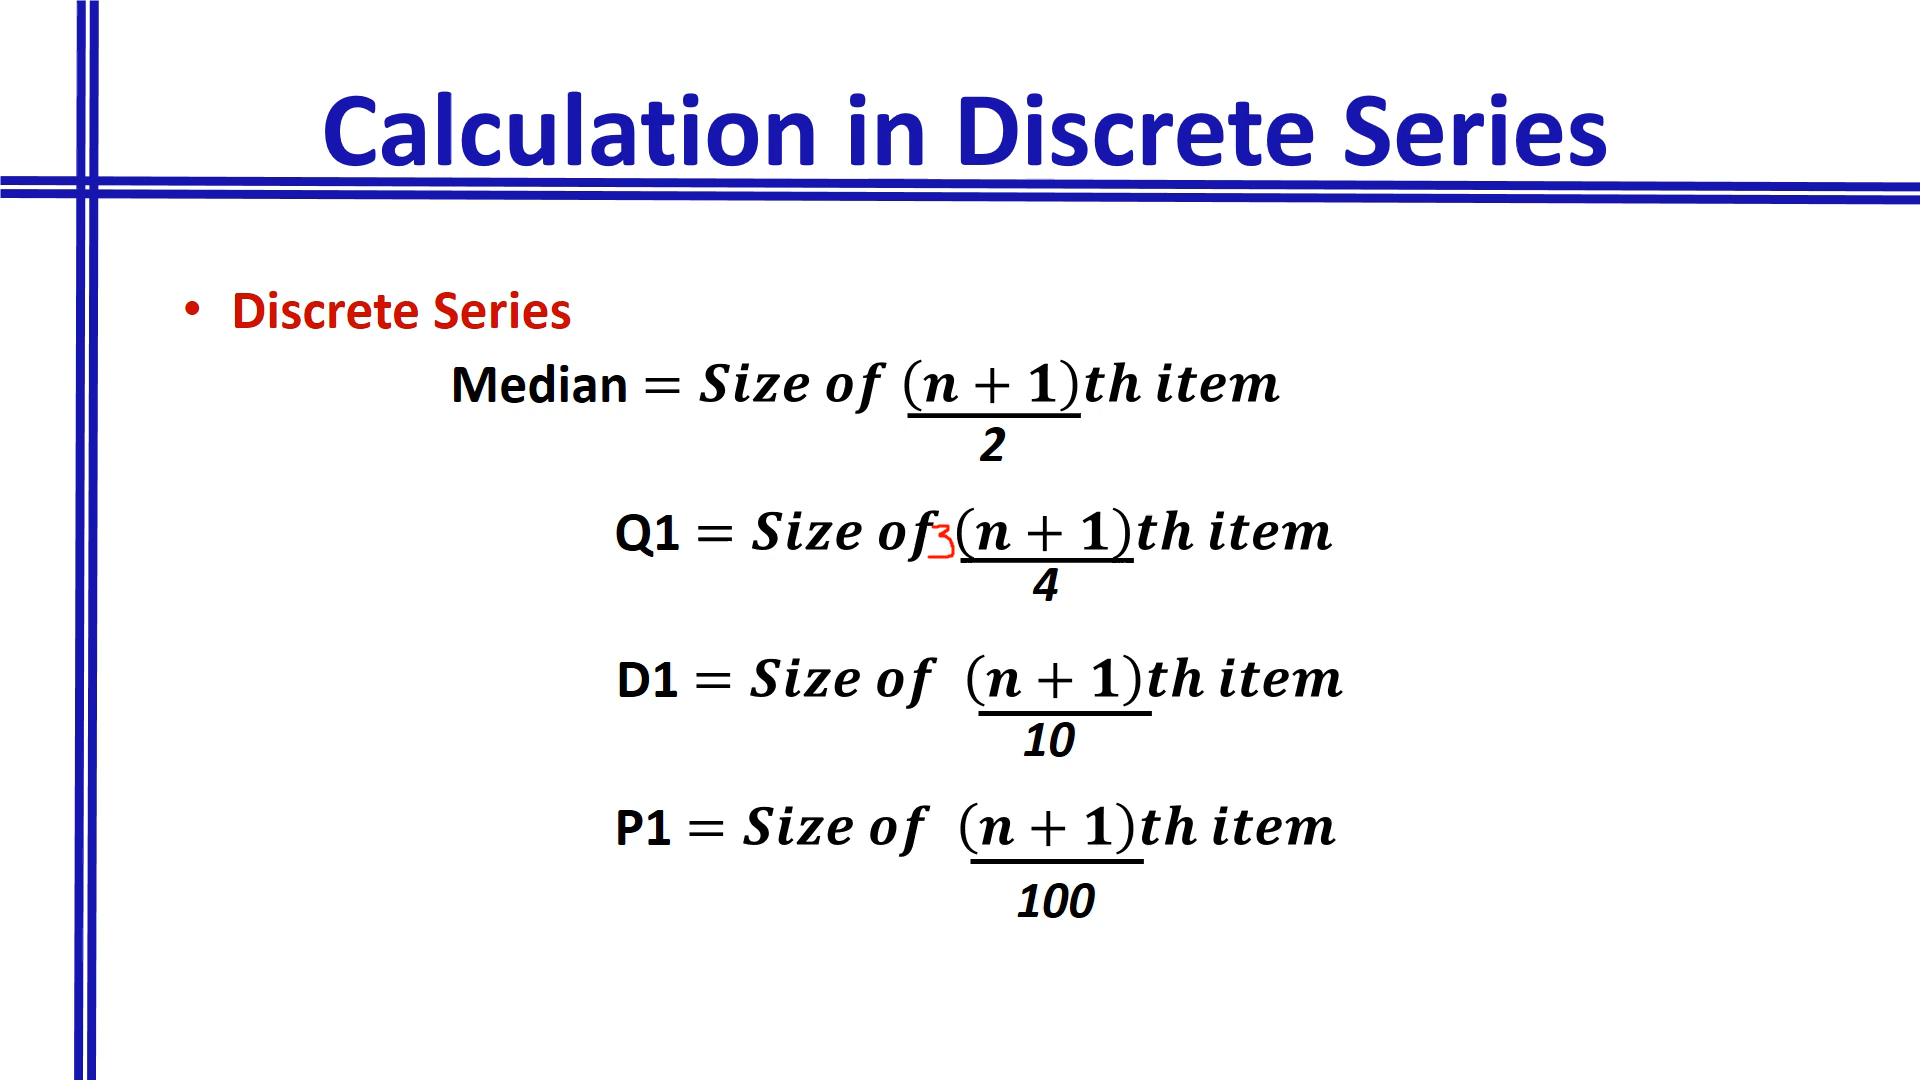 Calculation in Discrete Series
• Discrete Series
Median = Size of (n + 1)th item
2
Q1 = Size of 3(n + 1)th item
4
D1 = Size of (n + 1)th item
10
P1 = Size of (n + 1)th item
100